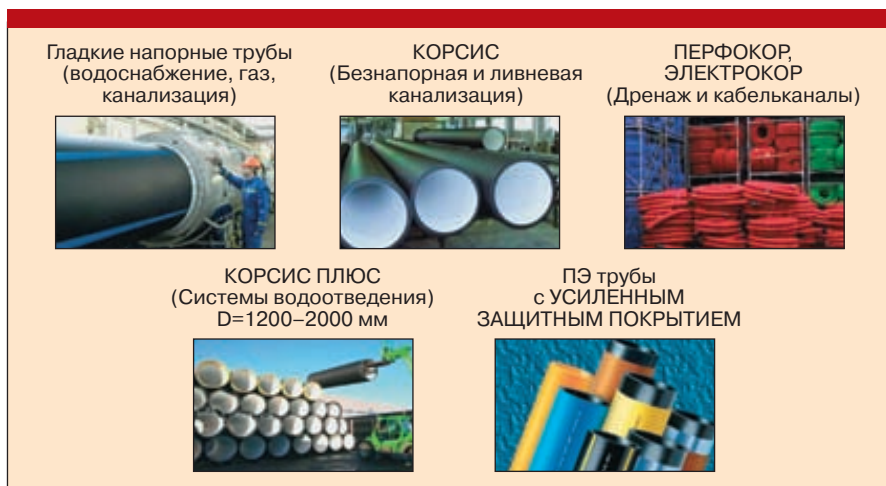 Гладкие напорные трубы
(водоснабжение, газ,
канализация)
КОРСИС
(Безнапорная и ливневая
канализация)
ПЕРФОКОР,
ЭЛЕКТРОКОР
(Дренаж и кабельканалы)
КОРСИС ПЛЮС
(Системы водоотведения)
D=1200–2000 мм
ПЭ трубы
с УСИЛЕННЫМ
ЗАЩИТНЫМ ПОКРЫТИЕМ